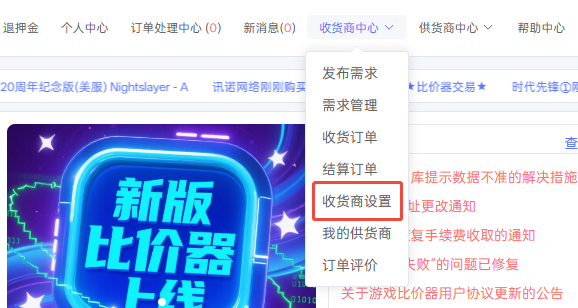 退押金 个人中心 订单处理中心 (0) 新消息(0) 收货商中心 供货商中心 帮助中心
20周年纪念版(美服) Nightslayer - A 讯诺网络刚刚购买 ★比价器交易★ 时代先锋①刚
发布需求
需求管理
收货订单
结算订单
收货商设置
我的供货商
订单评价
新版
比价器
上线
查
库提示数据不准的解决措施
址更改通知
复手续费收取的通知
失败”的问题已修复
关于游戏比价器用户协议更新的公告